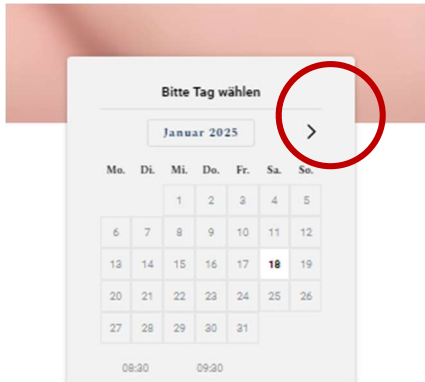 Bitte Tag wählen
Januar 2025
Mo. Di. Mi. Do. Fr. Sa. So.
1 2 3 4 5
6 7 8 9 10 11 12
13 14 15 16 17 18 19
20 21 22 23 24 25 26
27 28 29 30 31
08:30 09:30